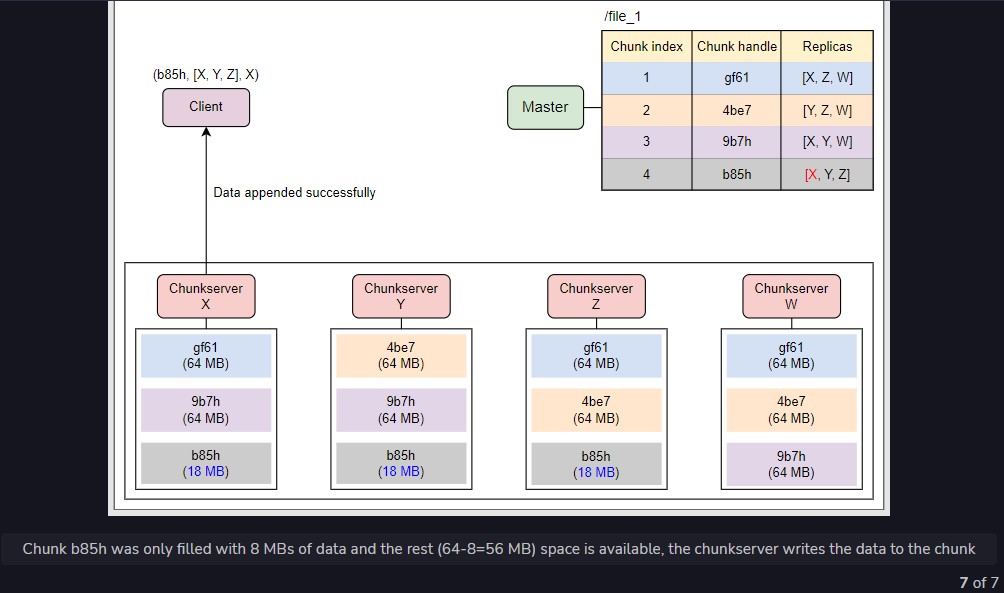 /file_1
Chunk index Chunk handle Replicas
1 gf61 [X, Z, W]
2 4be7 [Y, Z, W]
3 9b7h [X, Y, W]
4 b85h [X, Y, Z]
Master
(b85h, [X, Y, Z], X)
Client
Data appended successfully
Chunkserver
X
gf61
(64 MB)
9b7h
(64 MB)
b85h
(18 MB)
Chunkserver
Y
4be7
(64 MB)
9b7h
(64 MB)
b85h
(18 MB)
Chunkserver
Z
gf61
(64 MB)
4be7
(64 MB)
b85h
(18 MB)
Chunkserver
W
gf61
(64 MB)
4be7
(64 MB)
9b7h
(64 MB)
Chunk b85h was only filled with 8 MBs of data and the rest (64-8=56 MB) space is available, the chunkserver writes the data to the chunk
7 of 7